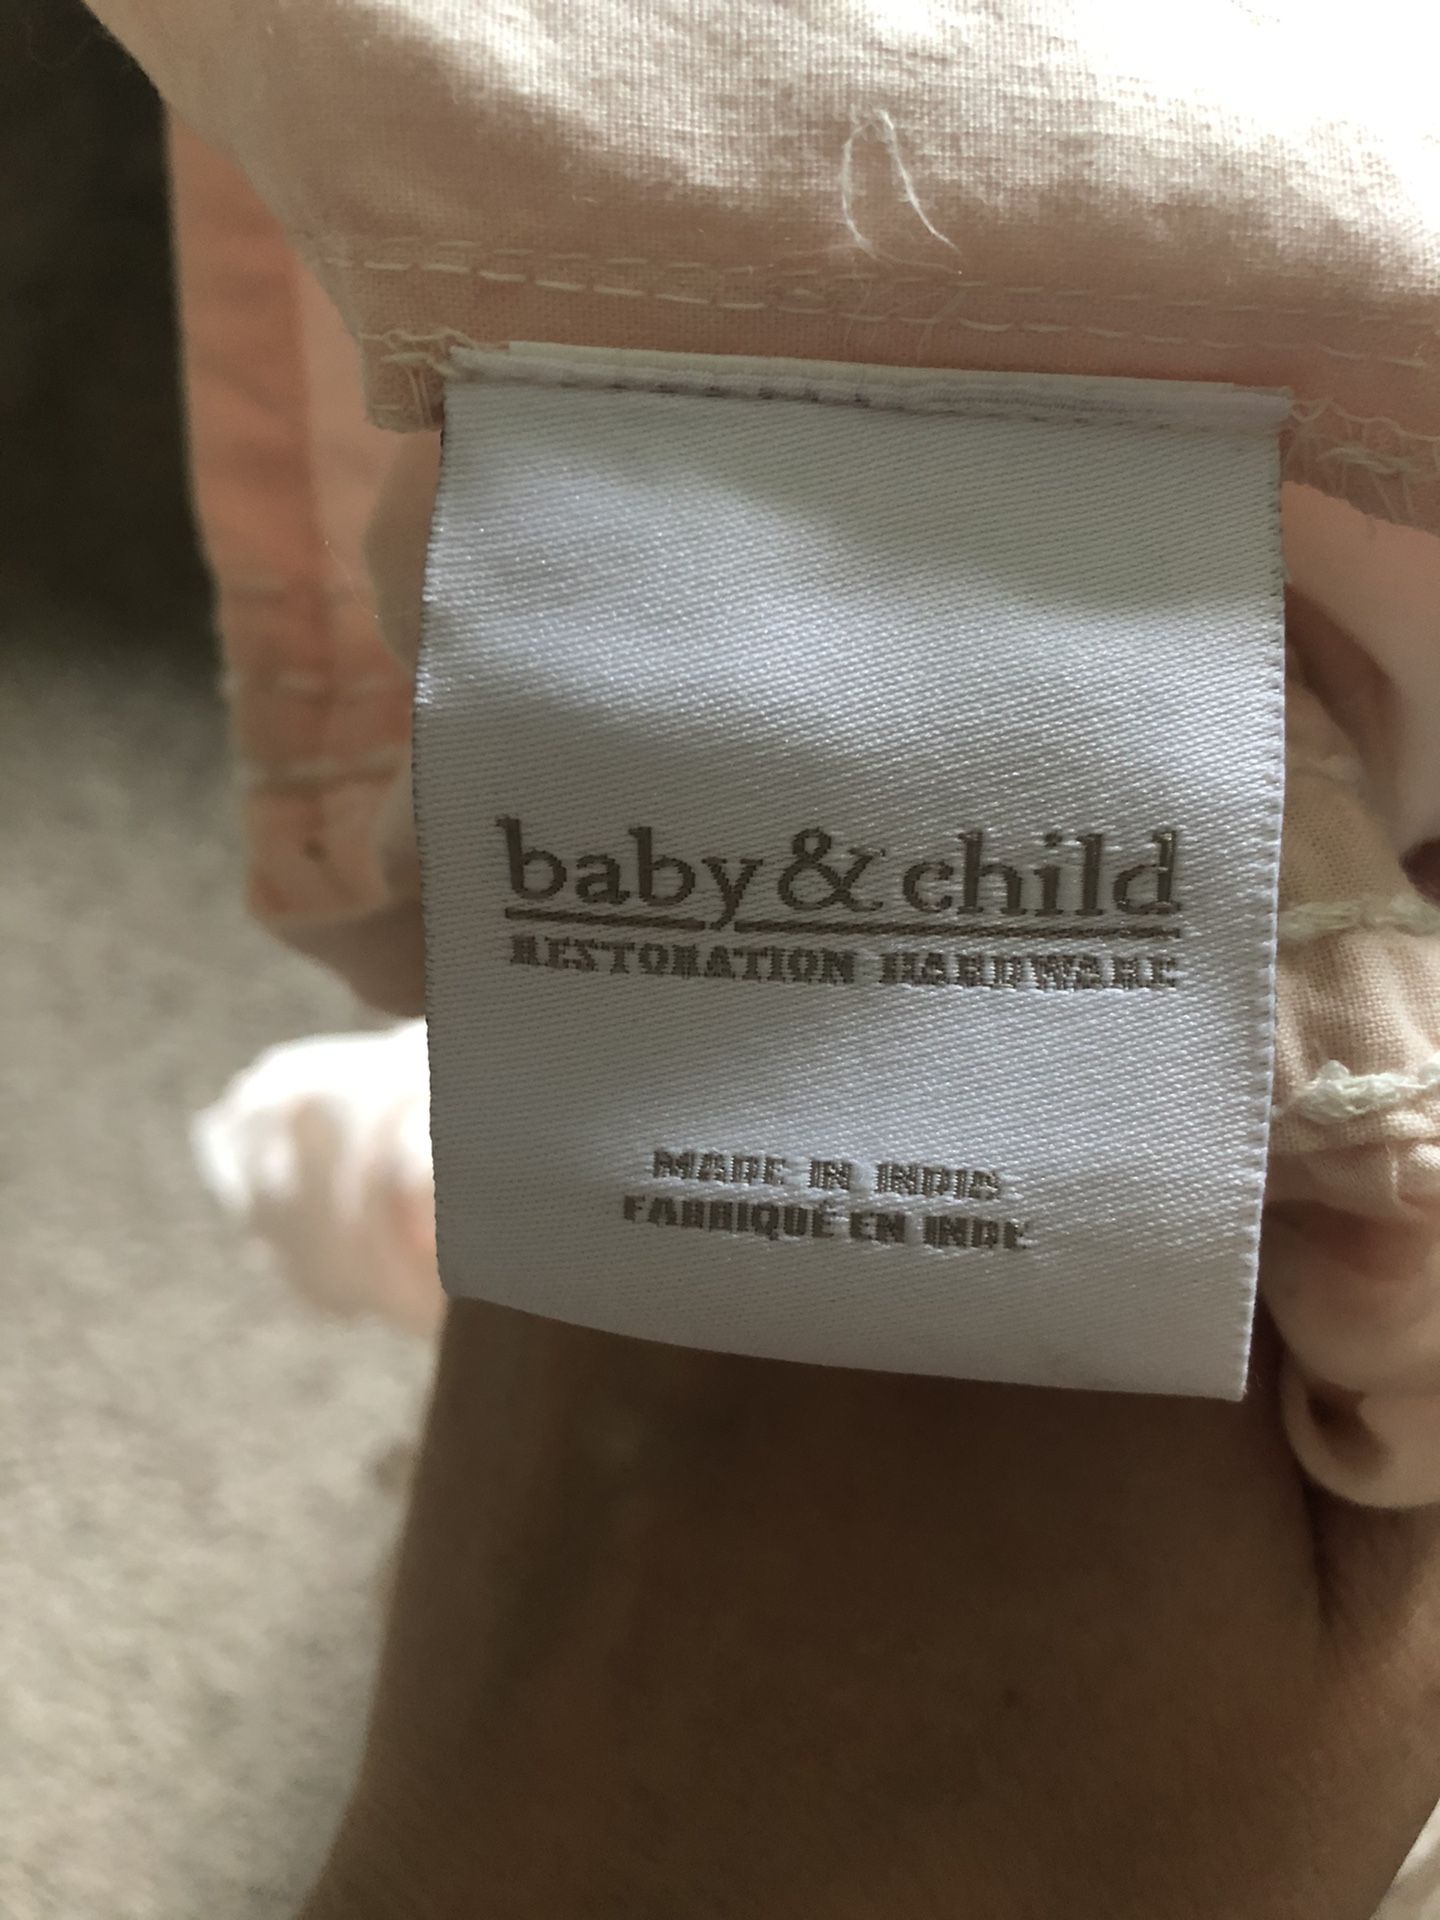 baby & child
RESTORATION HARDWARE
MADE IN INDIA
FABRIQUÉ EN INDE